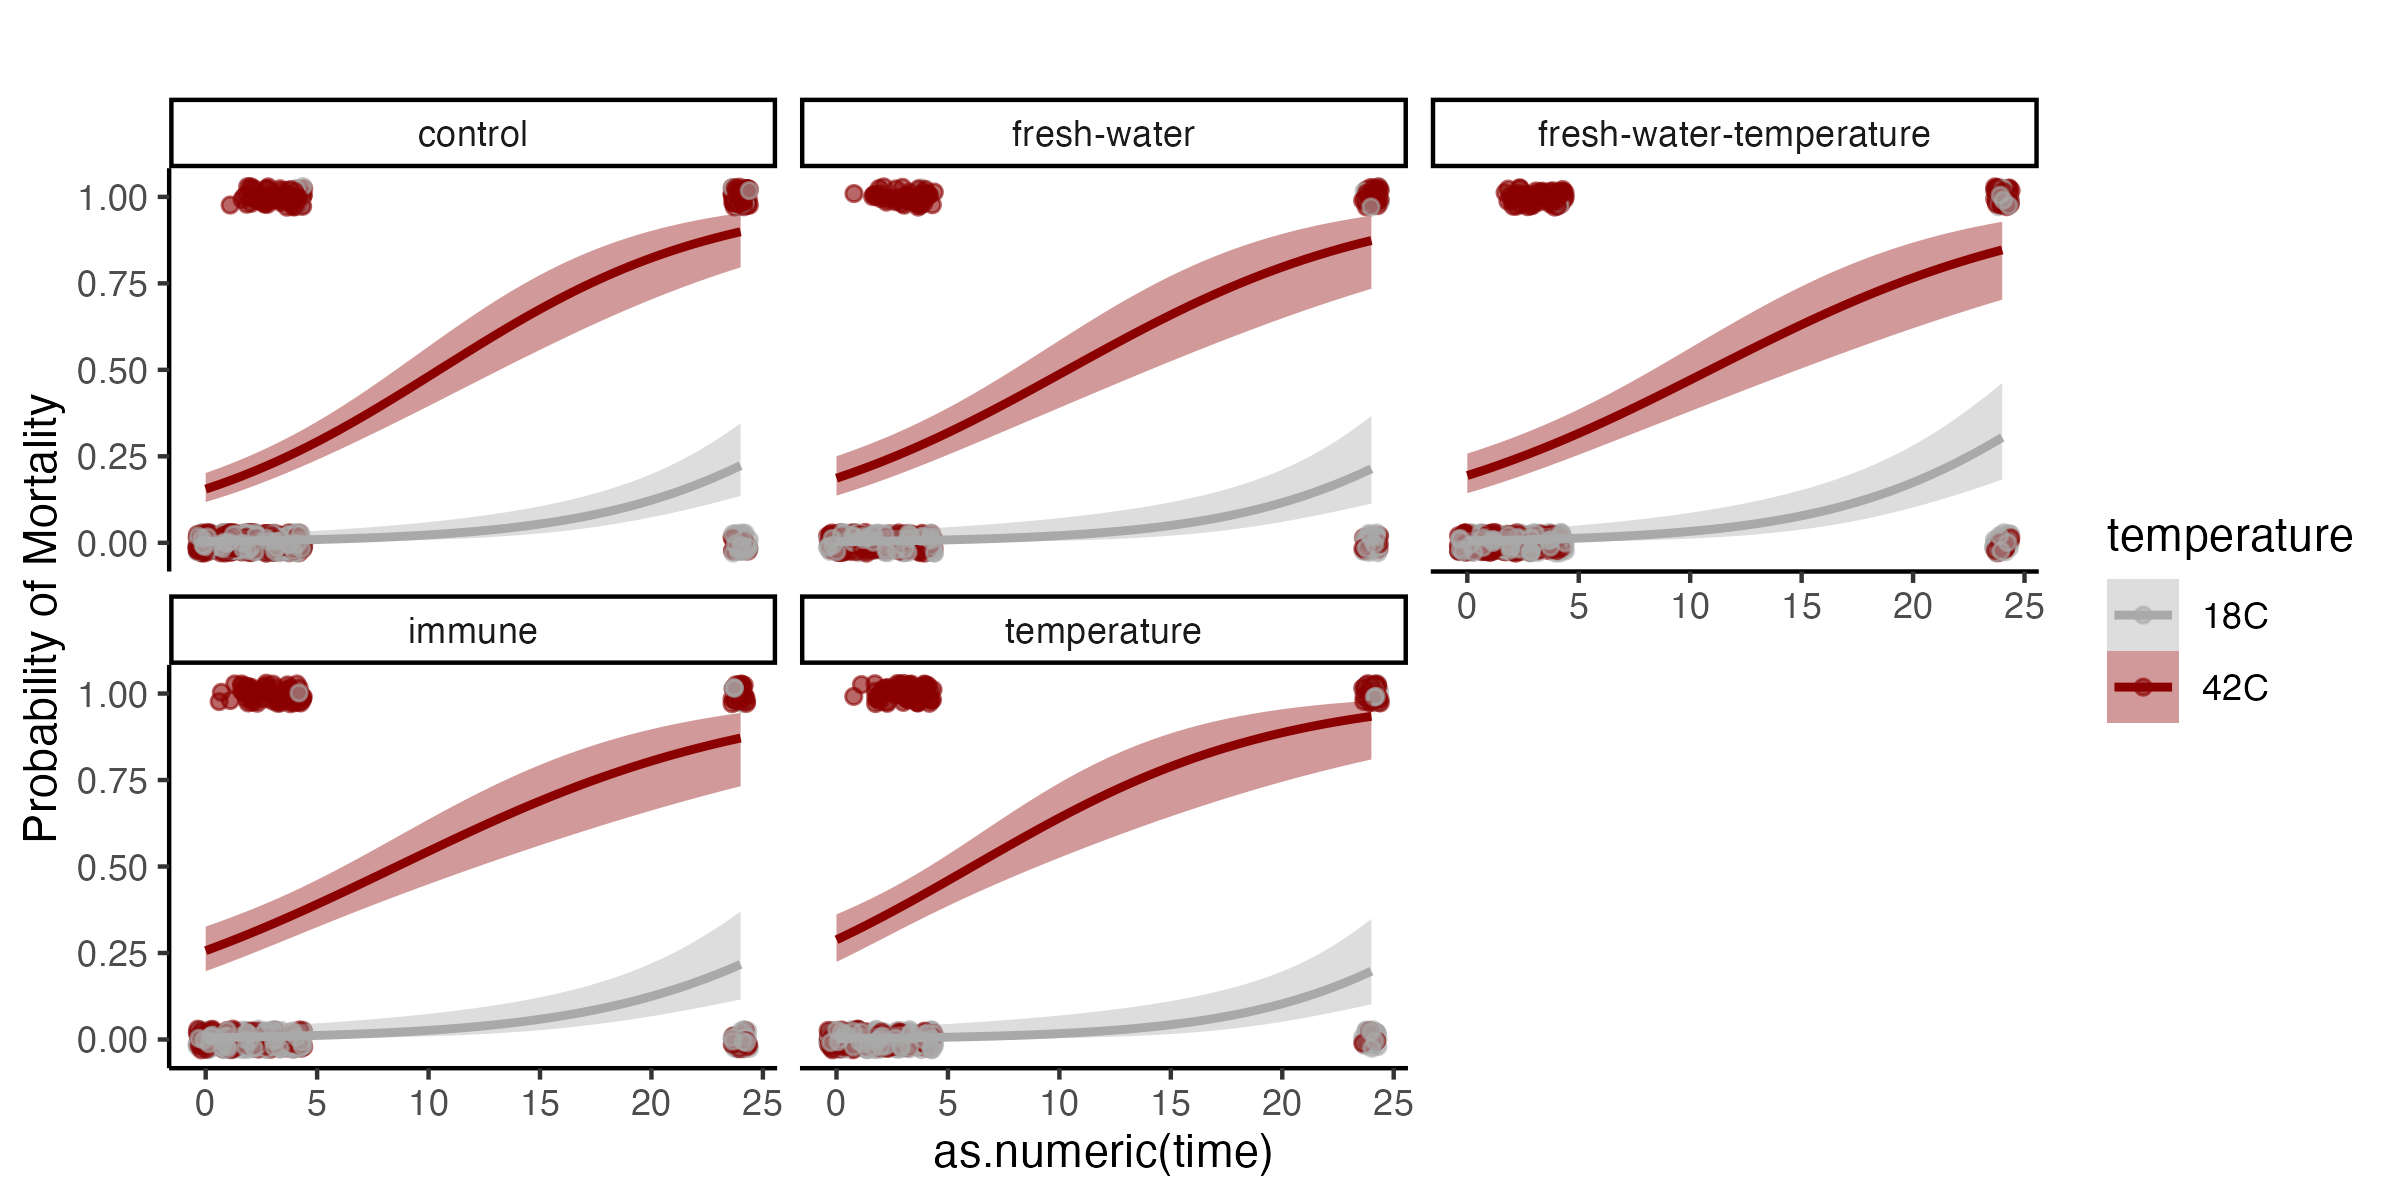 control
fresh-water
fresh-water-temperature
1.00
0.75
0.50
0.25
0.00
0 5 10 15 20 25
immune
temperature
1.00
0.75
0.50
0.25
0.00
0 5 10 15 20 25
0 5 10 15 20 25
as.numeric(time)
Probability of Mortality
temperature
18C
42C